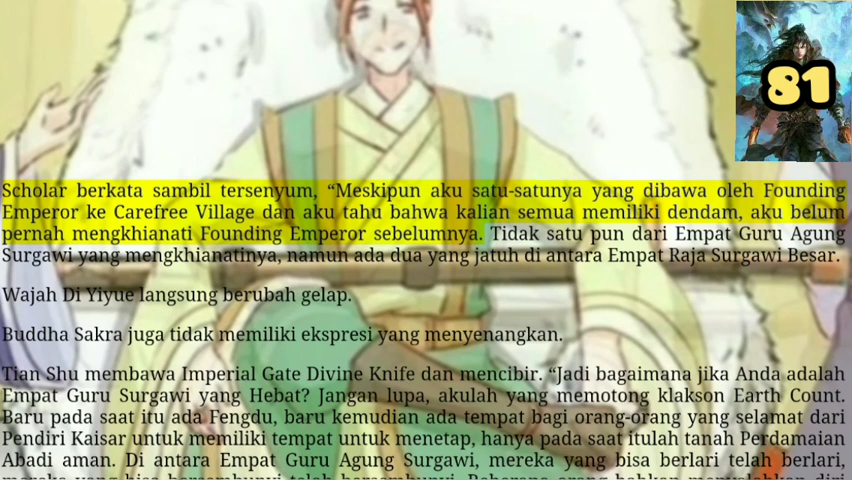 81
Scholar berkata sambil tersenyum, “Meskipun aku satu-satunya yang dibawa oleh Founding
Emperor ke Carefree Village dan aku tahu bahwa kalian semua memiliki dendam, aku belum
pernah mengkhianati Founding Emperor sebelumnya. Tidak satu pun dari Empat Guru Agung
Surgawi yang mengkhianatinya, namun ada dua yang jatuh di antara Empat Raja Surgawi Besar.
Wajah Di Yiyue langsung berubah gelap.
Buddha Sakra juga tidak memiliki ekspresi yang menyenangkan.
Tian Shu membawa Imperial Gate Divine Knife dan mencibir. “Jadi bagaimana jika Anda adalah
Empat Guru Surgawi yang Hebat? Jangan lupa, akulah yang memotong klakson Earth Count.
Baru pada saat itu ada Fengdu, baru kemudian ada tempat bagi orang-orang yang selamat dari
Pendiri Kaisar untuk memiliki tempat untuk menetap, hanya pada saat itulah tanah Perdamaian
Abadi aman. Di antara Empat Guru Agung Surgawi, mereka yang bisa berlari telah berlari,